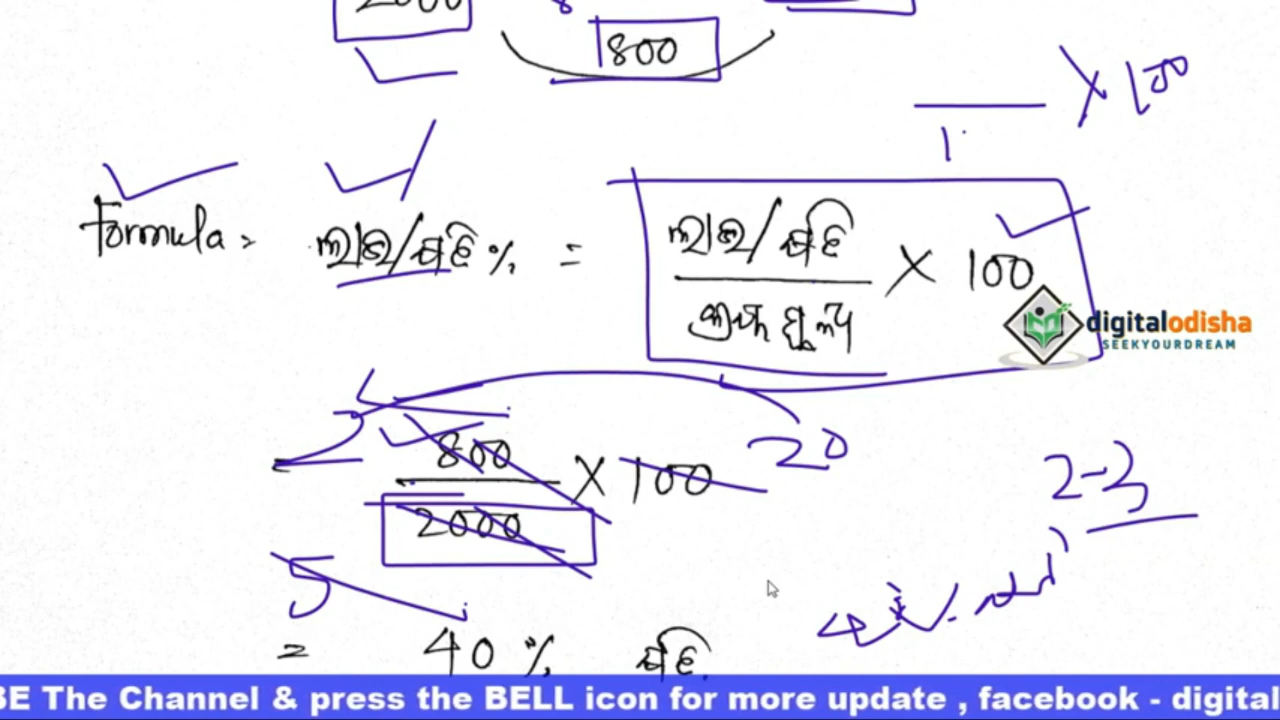 2000
800
X 100
Formula = ଲାଭ/କ୍ଷତି % = ଲାଭ/କ୍ଷତି X 100
କ୍ରୟ ମୂଲ୍ୟ
digitalodisha
SEEKYOURDREAM
800 X 100 20
2000
2-3
5
= 40 % କ୍ଷତି
BE The Channel & press the BELL icon for more update , facebook - digital